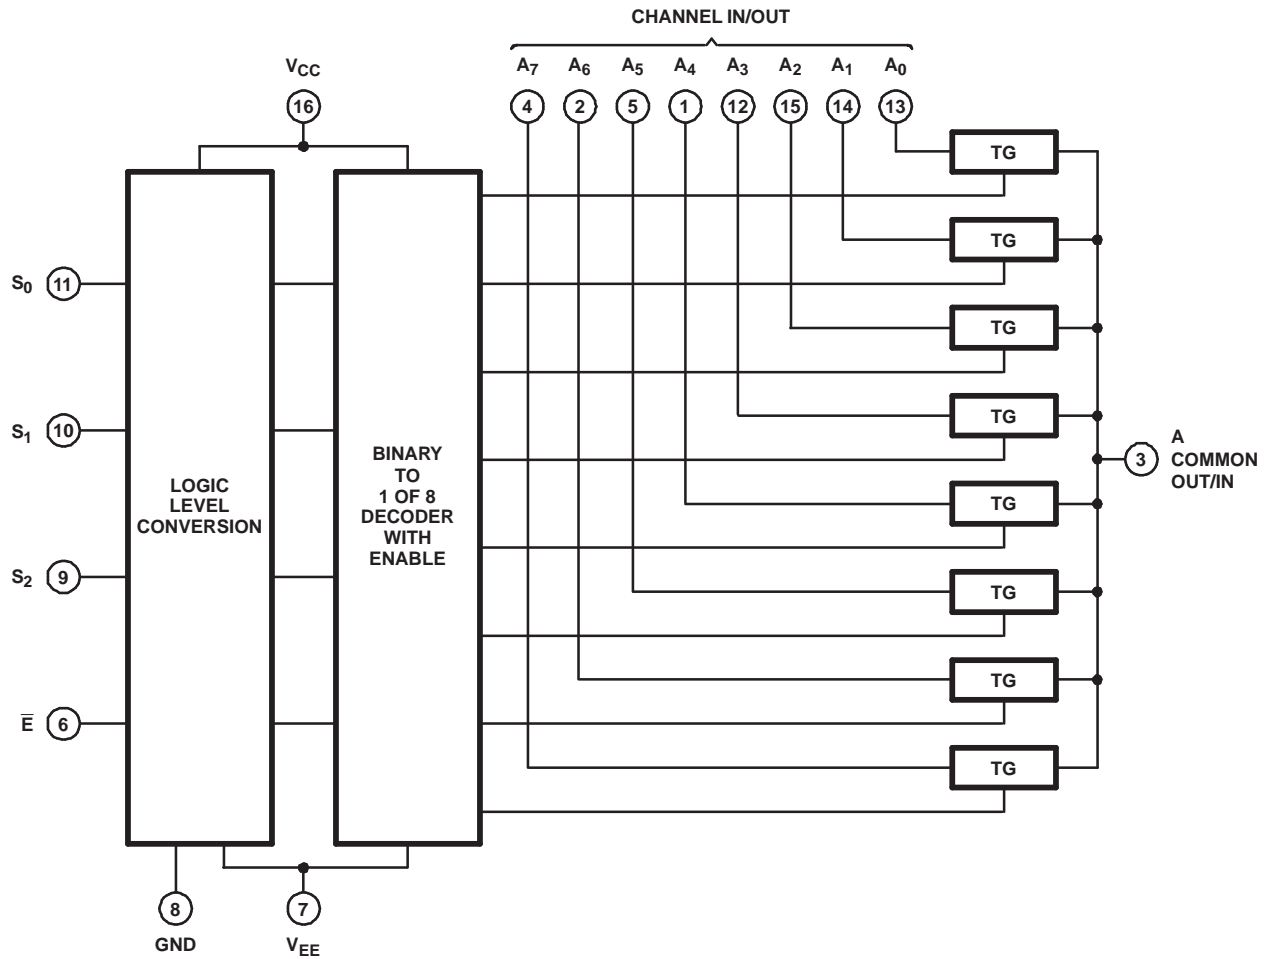 CHANNEL IN/OUT
VCC
A7 A6 A5 A4 A3 A2 A1 A0
16
4 2 5 1 12 15 14 13
TG
TG
S0 11
TG
TG
S1 10
BINARY
TO
1 OF 8
DECODER
WITH
ENABLE
LOGIC
LEVEL
CONVERSION
3
A
COMMON
OUT/IN
TG
S2 9
TG
TG
E̅ 6
TG
8
GND
7
VEE